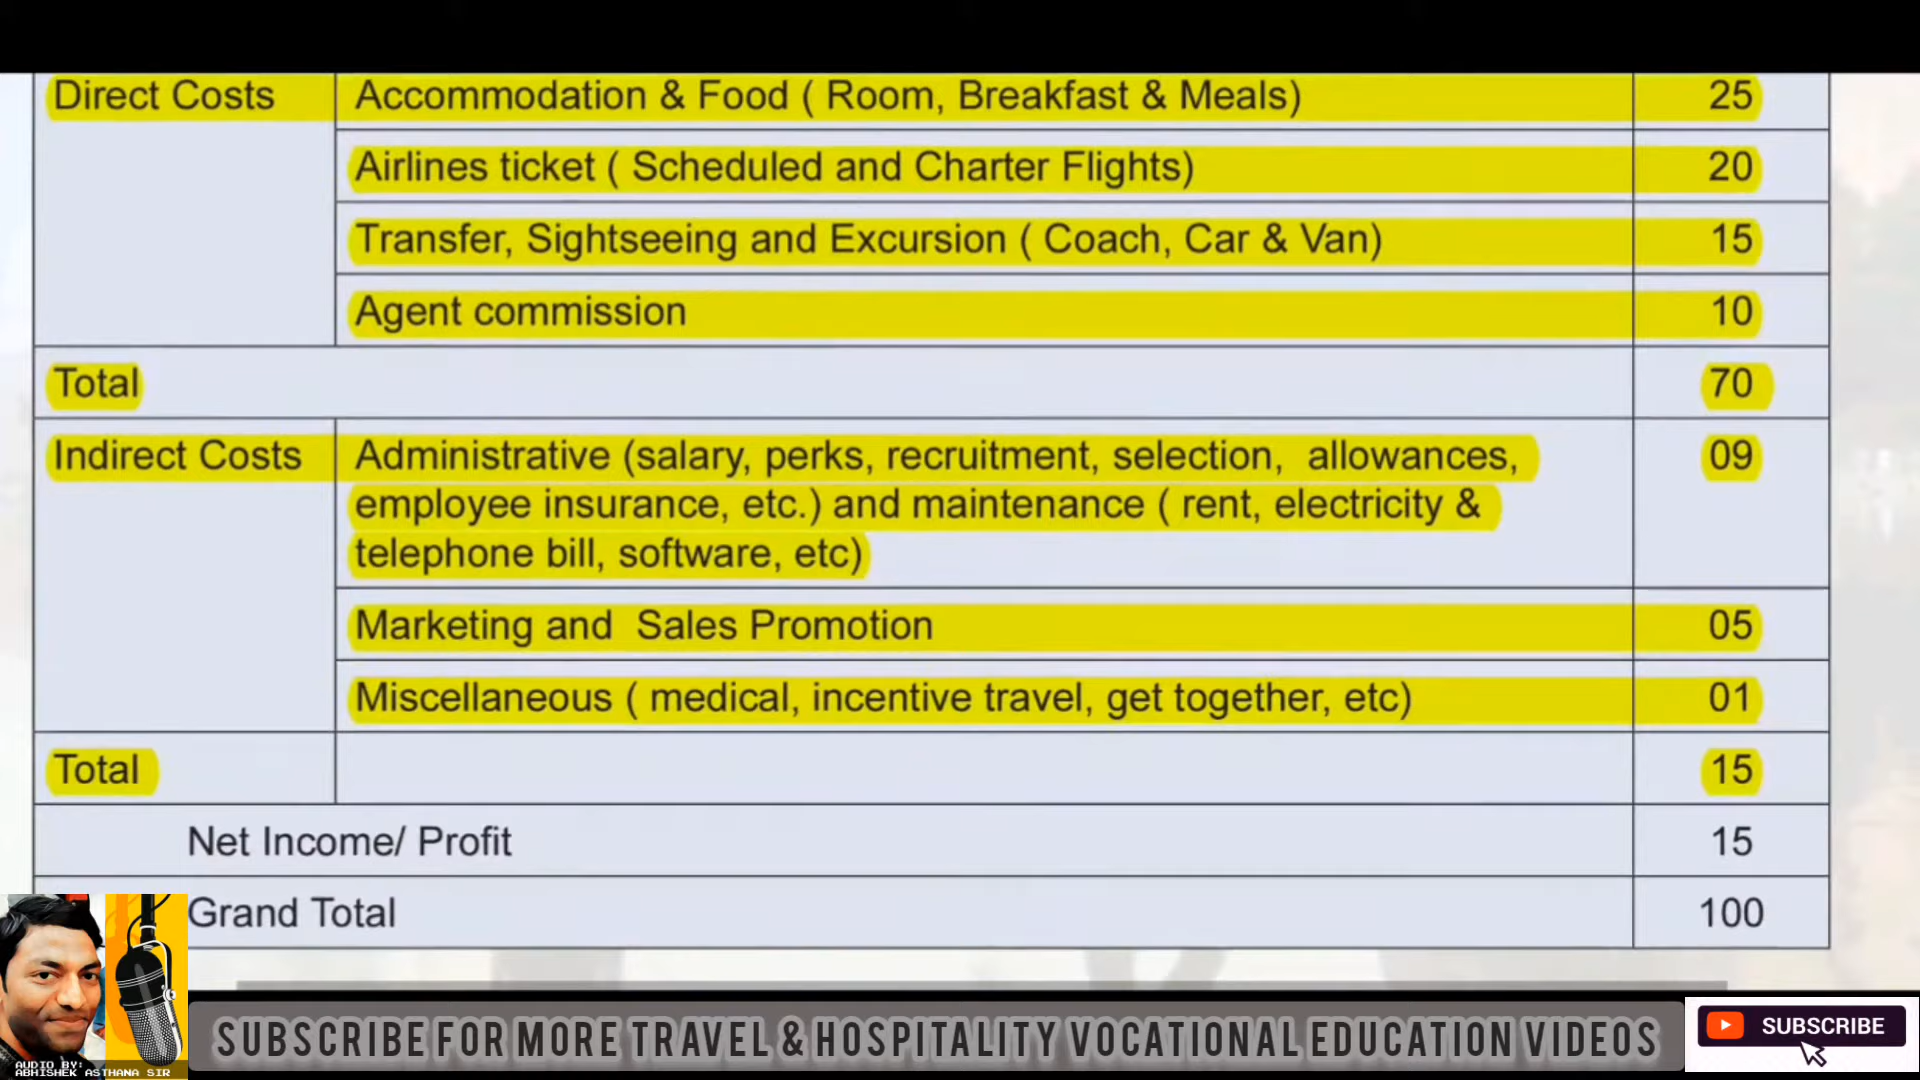 Direct Costs Accommodation & Food ( Room, Breakfast & Meals) 25
Airlines ticket ( Scheduled and Charter Flights) 20
Transfer, Sightseeing and Excursion ( Coach, Car & Van) 15
Agent commission 10
Total 70
Indirect Costs Administrative (salary, perks, recruitment, selection, allowances, 09
employee insurance, etc.) and maintenance ( rent, electricity &
telephone bill, software, etc)
Marketing and Sales Promotion 05
Miscellaneous ( medical, incentive travel, get together, etc) 01
Total 15
Net Income/ Profit 15
Grand Total 100
SUBSCRIBE FOR MORE TRAVEL & HOSPITALITY VOCATIONAL EDUCATION VIDEOS
SUBSCRIBE
AUDIO BY:
ABHISHEK ASTHANA SIR